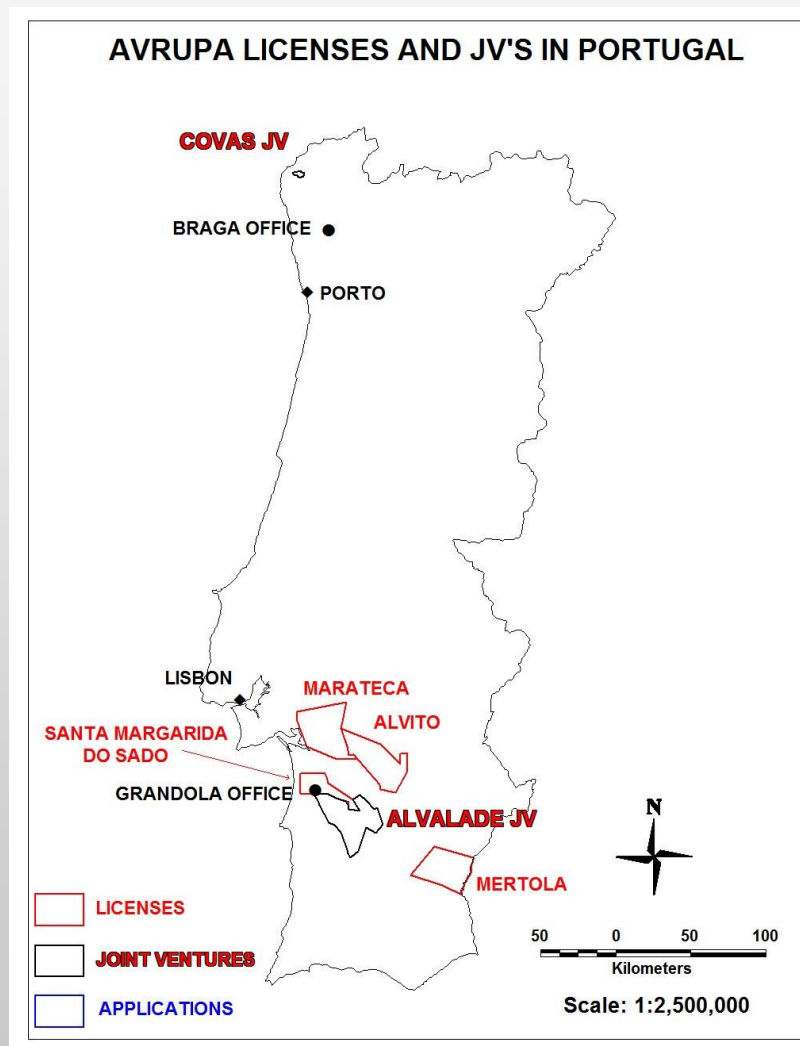 AVRUPA LICENSES AND JV'S IN PORTUGAL
COVAS JV
BRAGA OFFICE
PORTO
LISBON
MARATECA
ALVITO
SANTA MARGARIDA
DO SADO
GRANDOLA OFFICE
ALVALADE JV
N
MERTOLA
LICENSES
JOINT VENTURES
APPLICATIONS
50 0 50 100
Kilometers
Scale: 1:2,500,000